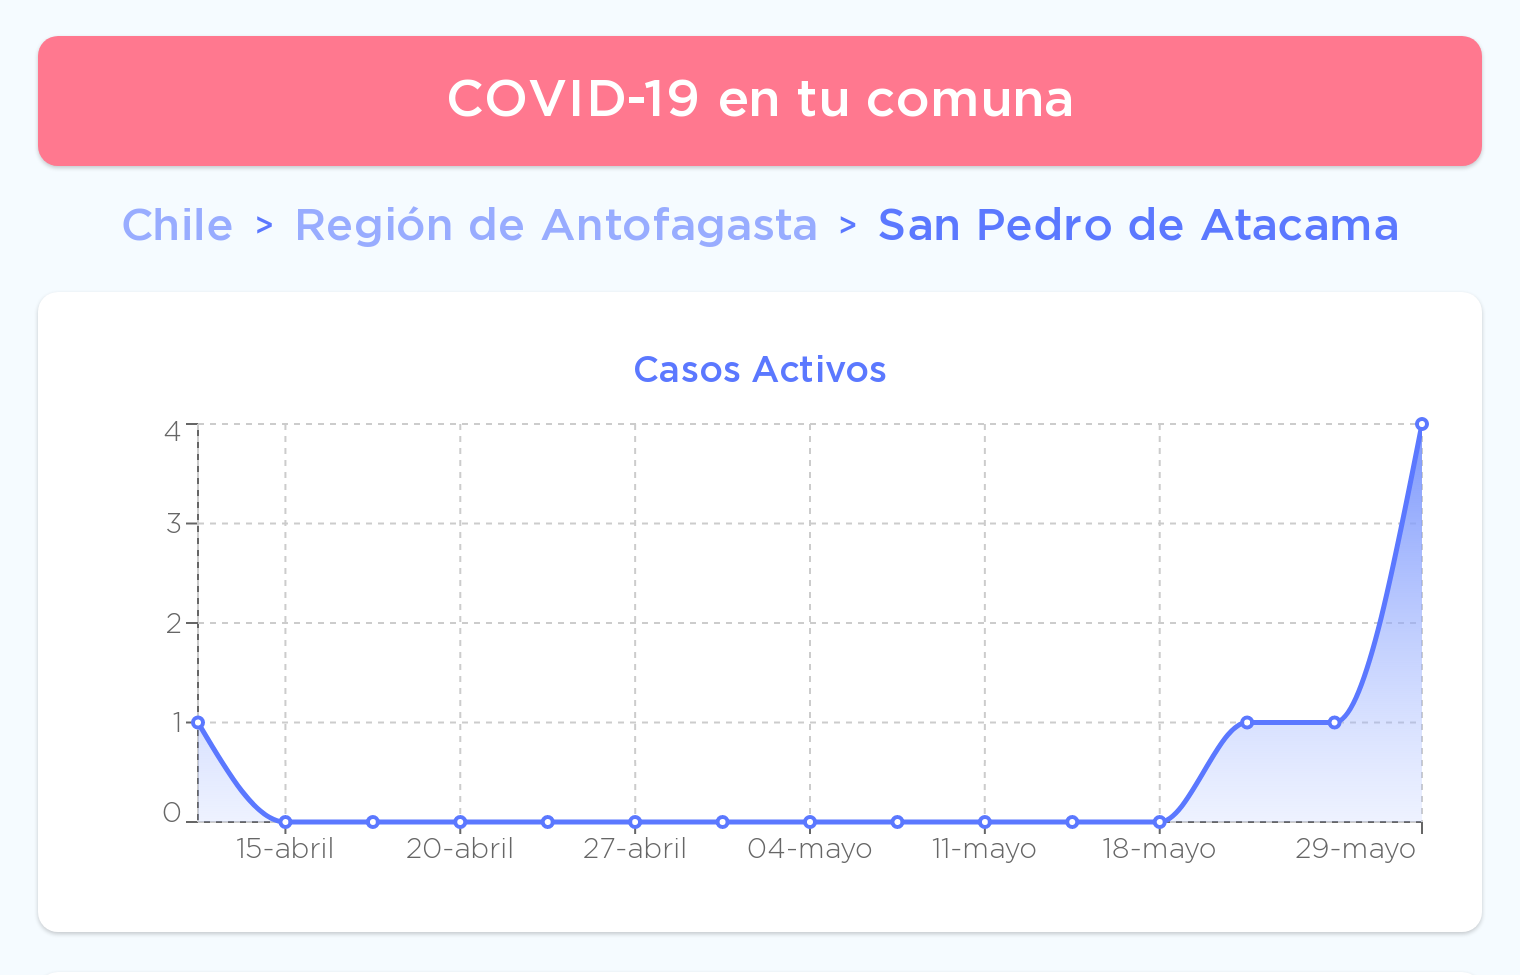 COVID-19 en tu comuna
Chile > Región de Antofagasta > San Pedro de Atacama
Casos Activos
4
3
2
1
0
15-abril 20-abril 27-abril 04-mayo 11-mayo 18-mayo 29-mayo